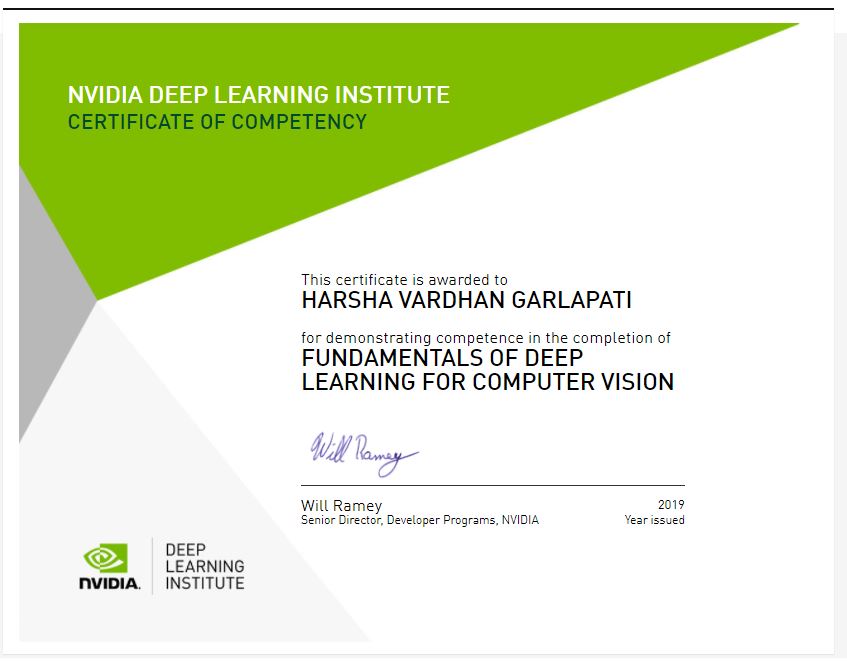 NVIDIA DEEP LEARNING INSTITUTE
CERTIFICATE OF COMPETENCY
This certificate is awarded to
HARSHA VARDHAN GARLAPATI
for demonstrating competence in the completion of
FUNDAMENTALS OF DEEP
LEARNING FOR COMPUTER VISION
Will Ramey
Will Ramey
2019
Senior Director, Developer Programs, NVIDIA
Year issued
NVIDIA.
DEEP
LEARNING
INSTITUTE